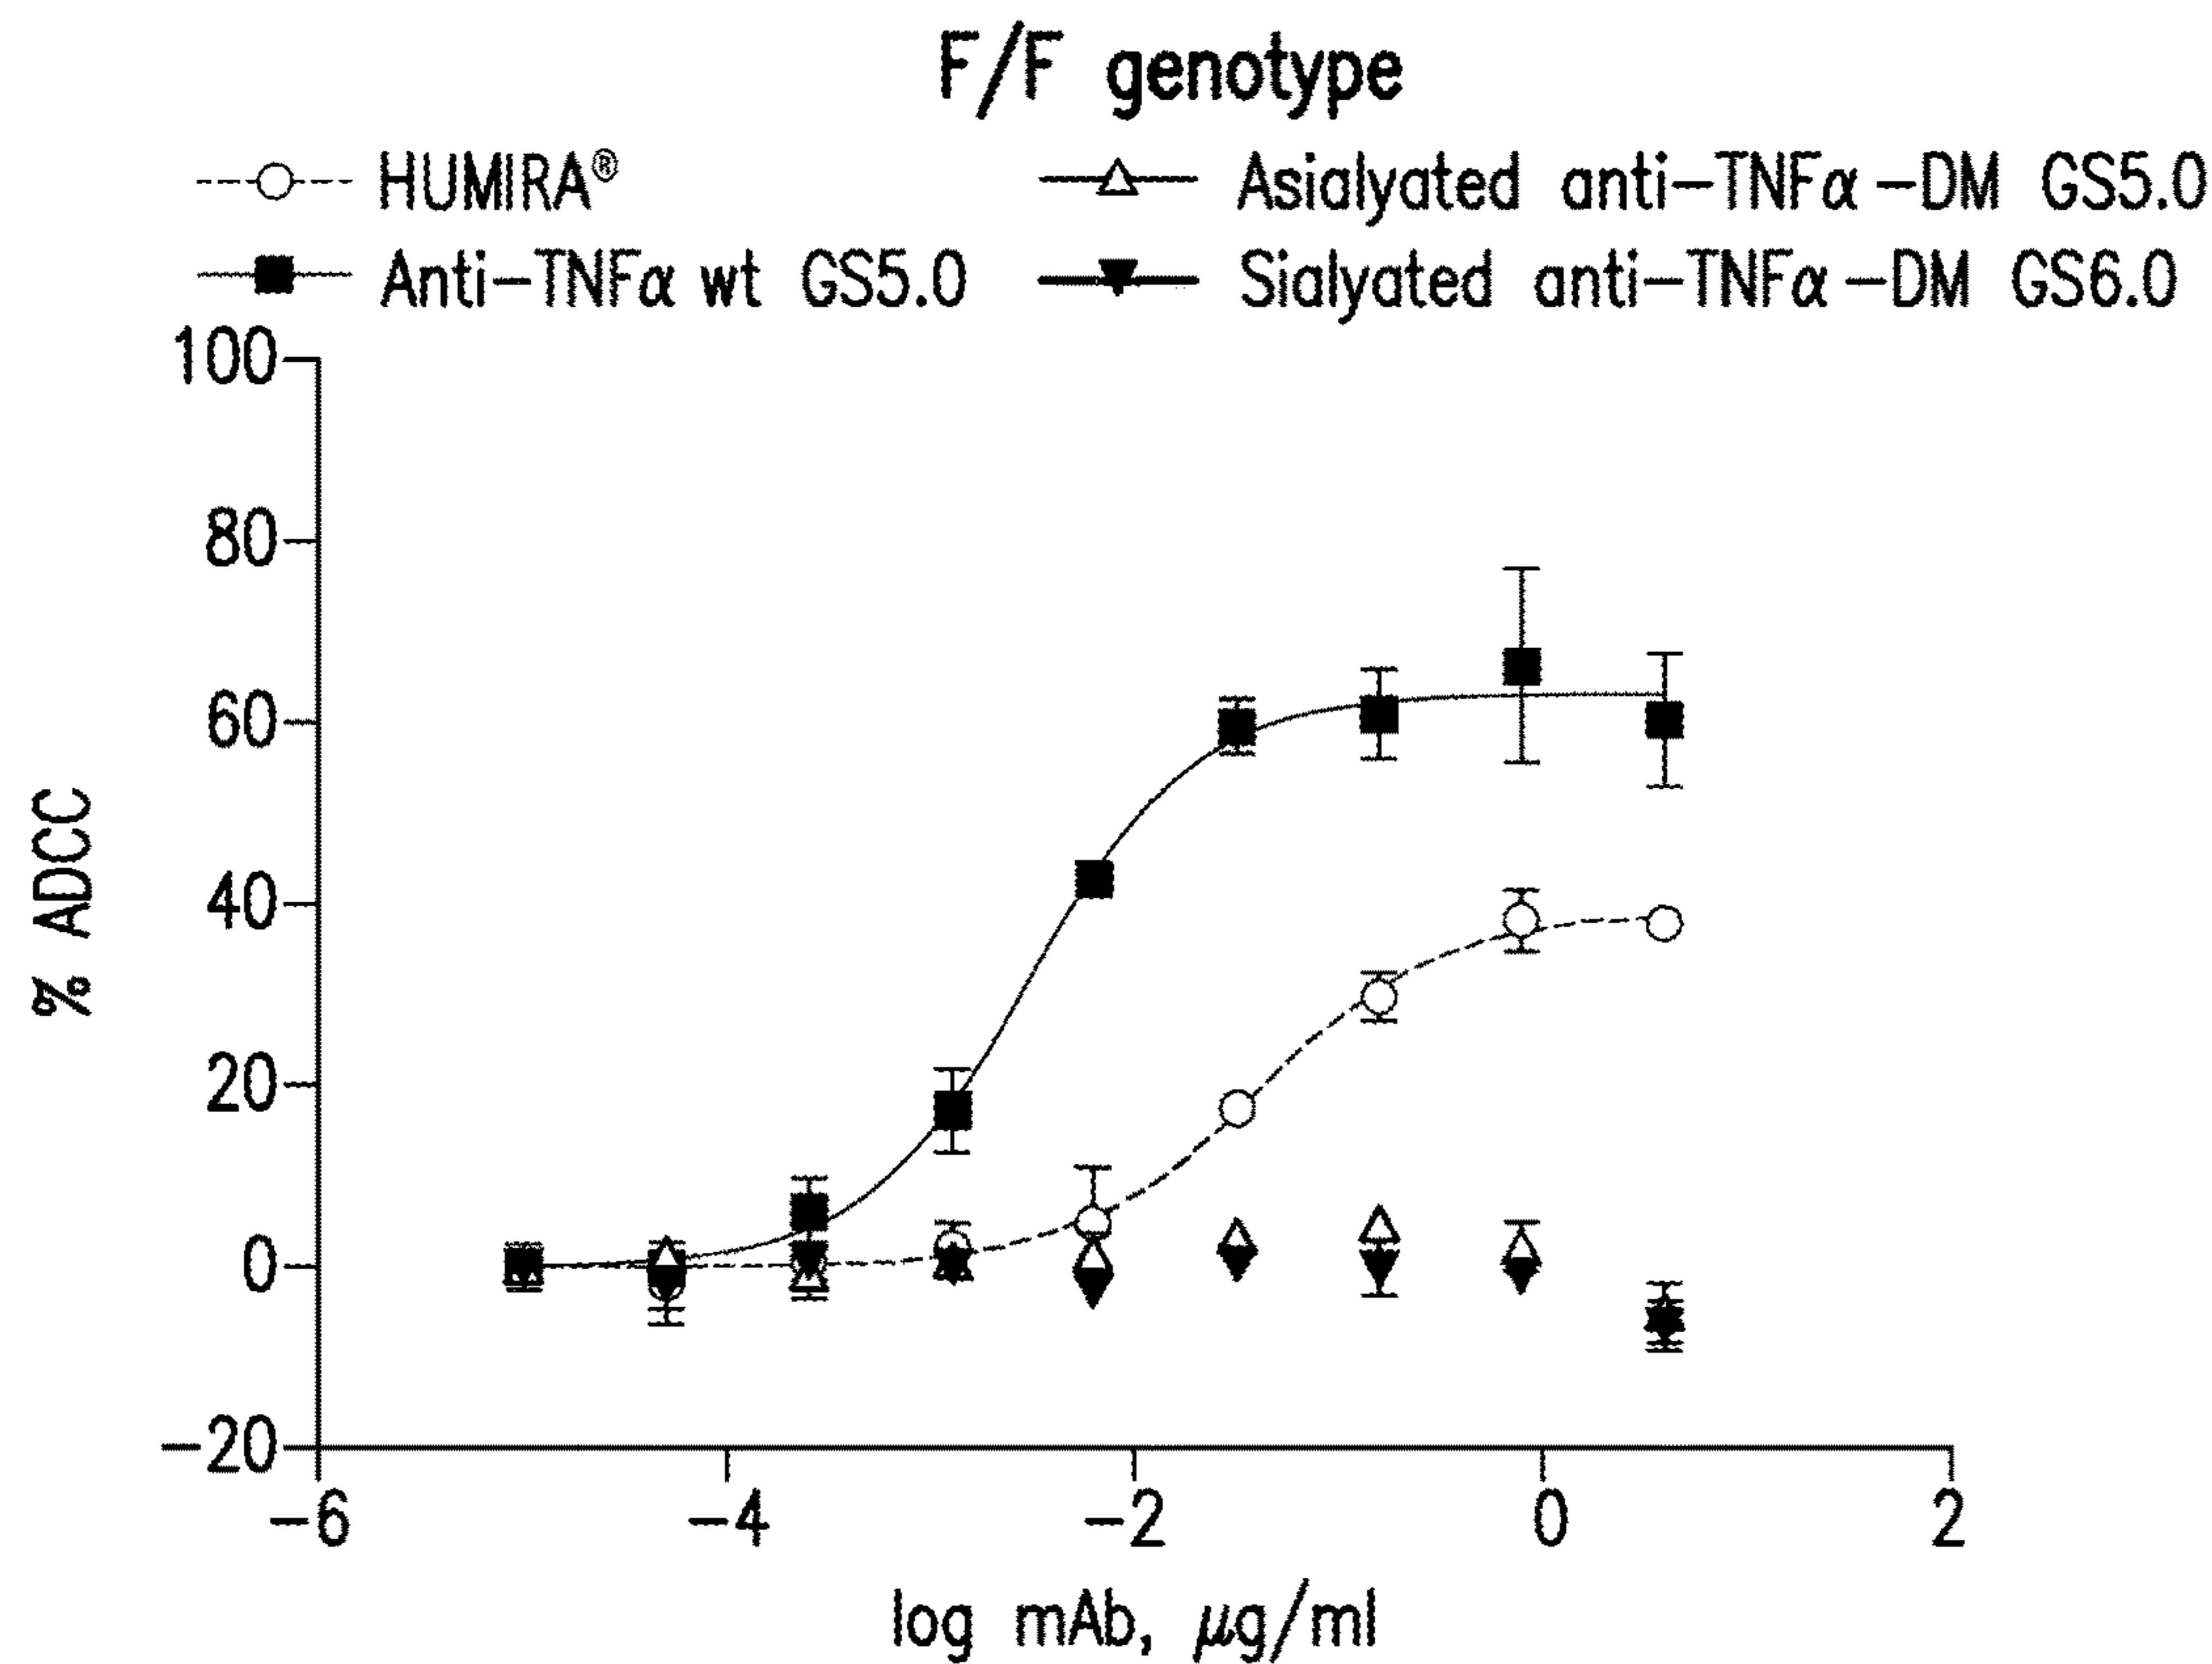 F/F genotype
HUMIRA®
Asialyated anti-TNFα-DM GS5.0
Anti-TNFα wt GS5.0
Sialyated anti-TNFα-DM GS6.0
100
80
60
40
20
0
-20
% ADCC
-6
-4
-2
0
2
log mAb, μg/ml